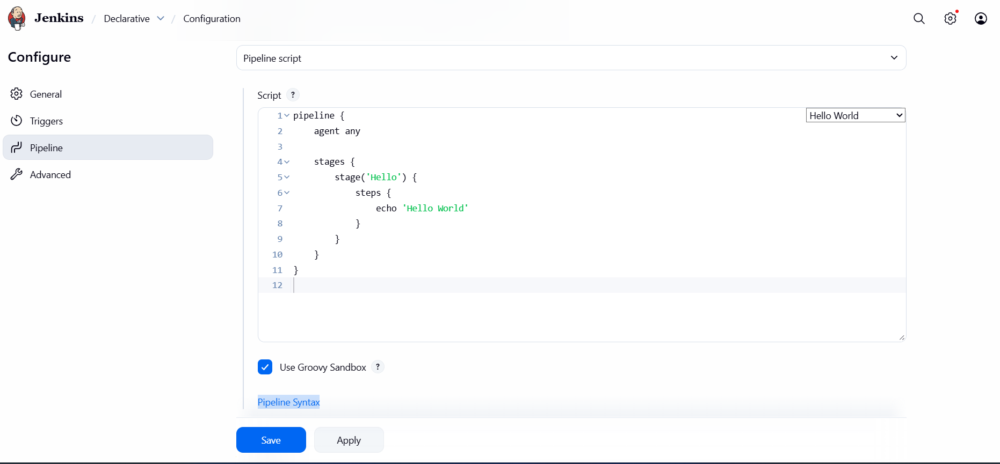 Jenkins / Declarative / Configuration
Configure
General
Triggers
Pipeline
Advanced
Pipeline script
Script ?
Hello World
1 pipeline {
2     agent any
3
4     stages {
5         stage('Hello') {
6             steps {
7                 echo 'Hello World'
8             }
9         }
10     }
11 }
12
Use Groovy Sandbox ?
Pipeline Syntax
Save Apply